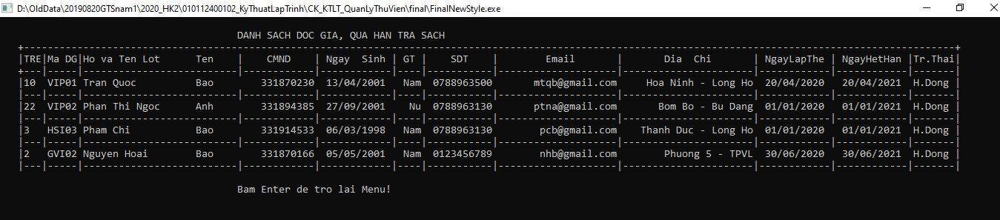 D:\OldData\20190820GTSnam1\2020_HK2\010112400102_KyThuatLapTrinh\CK_KTLT_QuanLyThuVien\final\FinalNewStyle.exe
DANH SACH DOC GIA, QUA HAN TRA SACH
|TRE|Ma DG|Ho va Ten Lot Ten | CMND | Ngay Sinh | GT | SDT | Email | Dia Chi | NgayLapThe | NgayHetHan |Tr.Thai|
|10 VIP01 Tran Quoc Bao 331870230 13/04/2001 Nam 0788963500 mtqb@gmail.com Hoa Ninh - Long Ho 20/04/2020 20/04/2021 H.Dong |
|22 VIP02 Phan Thi Ngoc Anh 331894385 27/09/2001 Nu 0788963130 ptna@gmail.com Bom Bo - Bu Dang 01/01/2020 01/01/2021 H.Dong |
|3 HSI03 Pham Chi Bao 331914533 06/03/1998 Nam 0788963130 pcb@gmail.com Thanh Duc - Long Ho 01/01/2020 01/01/2021 H.Dong |
|2 GVI02 Nguyen Hoai Bao 331870166 05/05/2001 Nam 0123456789 nhb@gmail.com Phuong 5 - TPVL 30/06/2020 30/06/2021 H.Dong |
Bam Enter de tro lai Menu!